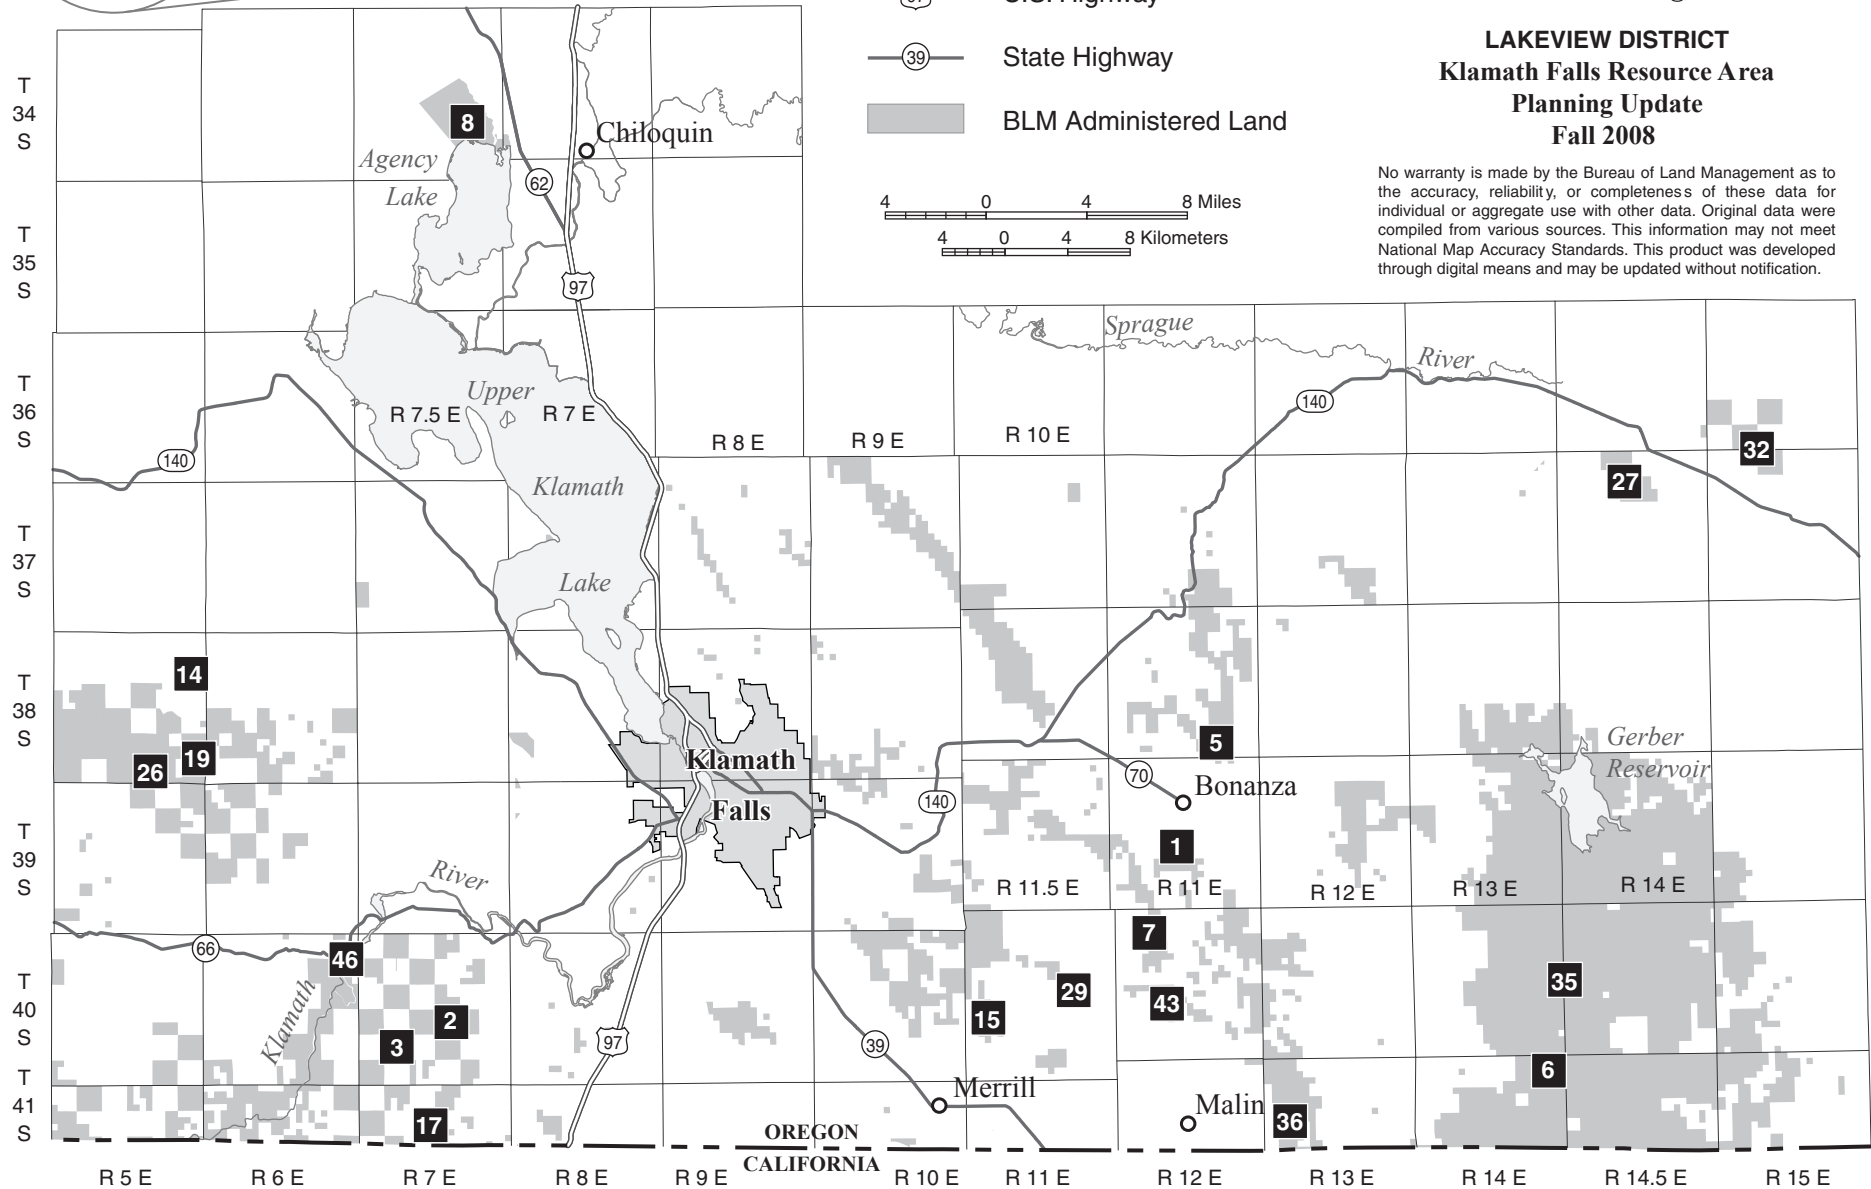 LAKEVIEW DISTRICT
Klamath Falls Resource Area
Planning Update
Fall 2008
No warranty is made by the Bureau of Land Management as to
the accuracy, reliability, or completeness of these data for
individual or aggregate use with other data. Original data were
compiled from various sources. This information may not meet
National Map Accuracy Standards. This product was developed
through digital means and may be updated without notification.
39 State Highway
BLM Administered Land
4 0 4 8 Miles
4 0 4 8 Kilometers
T
34
S
8
Chiloquin
Agency
Lake
62
T
35
S
97
Sprague
River
T
36
S
Upper
R 7.5 E R 7 E R 8 E R 9 E R 10 E
140
140
32
27
Klamath
T
37
S
Lake
14
T
38
S
19
26
Klamath
Falls
5
Gerber
Reservoir
70
Bonanza
140
T
39
S
1
River
R 11.5 E R 11 E R 12 E R 13 E R 14 E
66
46
7
35
T
40
S
Klamath
2
3
97
39
15
29
43
6
T
41
S
17
Merrill
Malin
36
OREGON
CALIFORNIA
R 5 E R 6 E R 7 E R 8 E R 9 E R 10 E R 11 E R 12 E R 13 E R 14 E R 14.5 E R 15 E